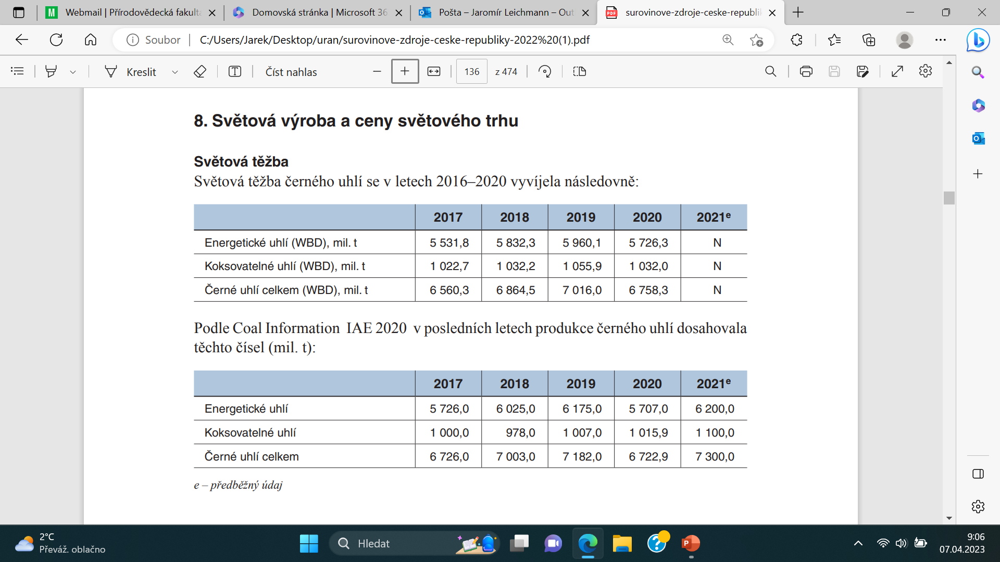 Webmail | Přírodovědecká fakult
Domovská stránka | Microsoft 36
Pošta – Jaromír Leichmann – Out
surovinove-zdroje-ceske-republi
Soubor
C:/Users/Jarek/Desktop/uran/surovinove-zdroje-ceske-republiky-2022%20(1).pdf
Kreslit
Číst nahlas
136
z 474
8. Světová výroba a ceny světového trhu
Světová těžba
Světová těžba černého uhlí se v letech 2016–2020 vyvíjela následovně:
2017 2018 2019 2020 2021e
Energetické uhlí (WBD), mil. t 5 531,8 5 832,3 5 960,1 5 726,3 N
Koksovatelné uhlí (WBD), mil. t 1 022,7 1 032,2 1 055,9 1 032,0 N
Černé uhlí celkem (WBD), mil. t 6 560,3 6 864,5 7 016,0 6 758,3 N
Podle Coal Information IAE 2020 v posledních letech produkce černého uhlí dosahovala
těchto čísel (mil. t):
2017 2018 2019 2020 2021e
Energetické uhlí 5 726,0 6 025,0 6 175,0 5 707,0 6 200,0
Koksovatelné uhlí 1 000,0 978,0 1 007,0 1 015,9 1 100,0
Černé uhlí celkem 6 726,0 7 003,0 7 182,0 6 722,9 7 300,0
e – předběžný údaj
2°C
Převáž. oblačno
Hledat
9:06
07.04.2023